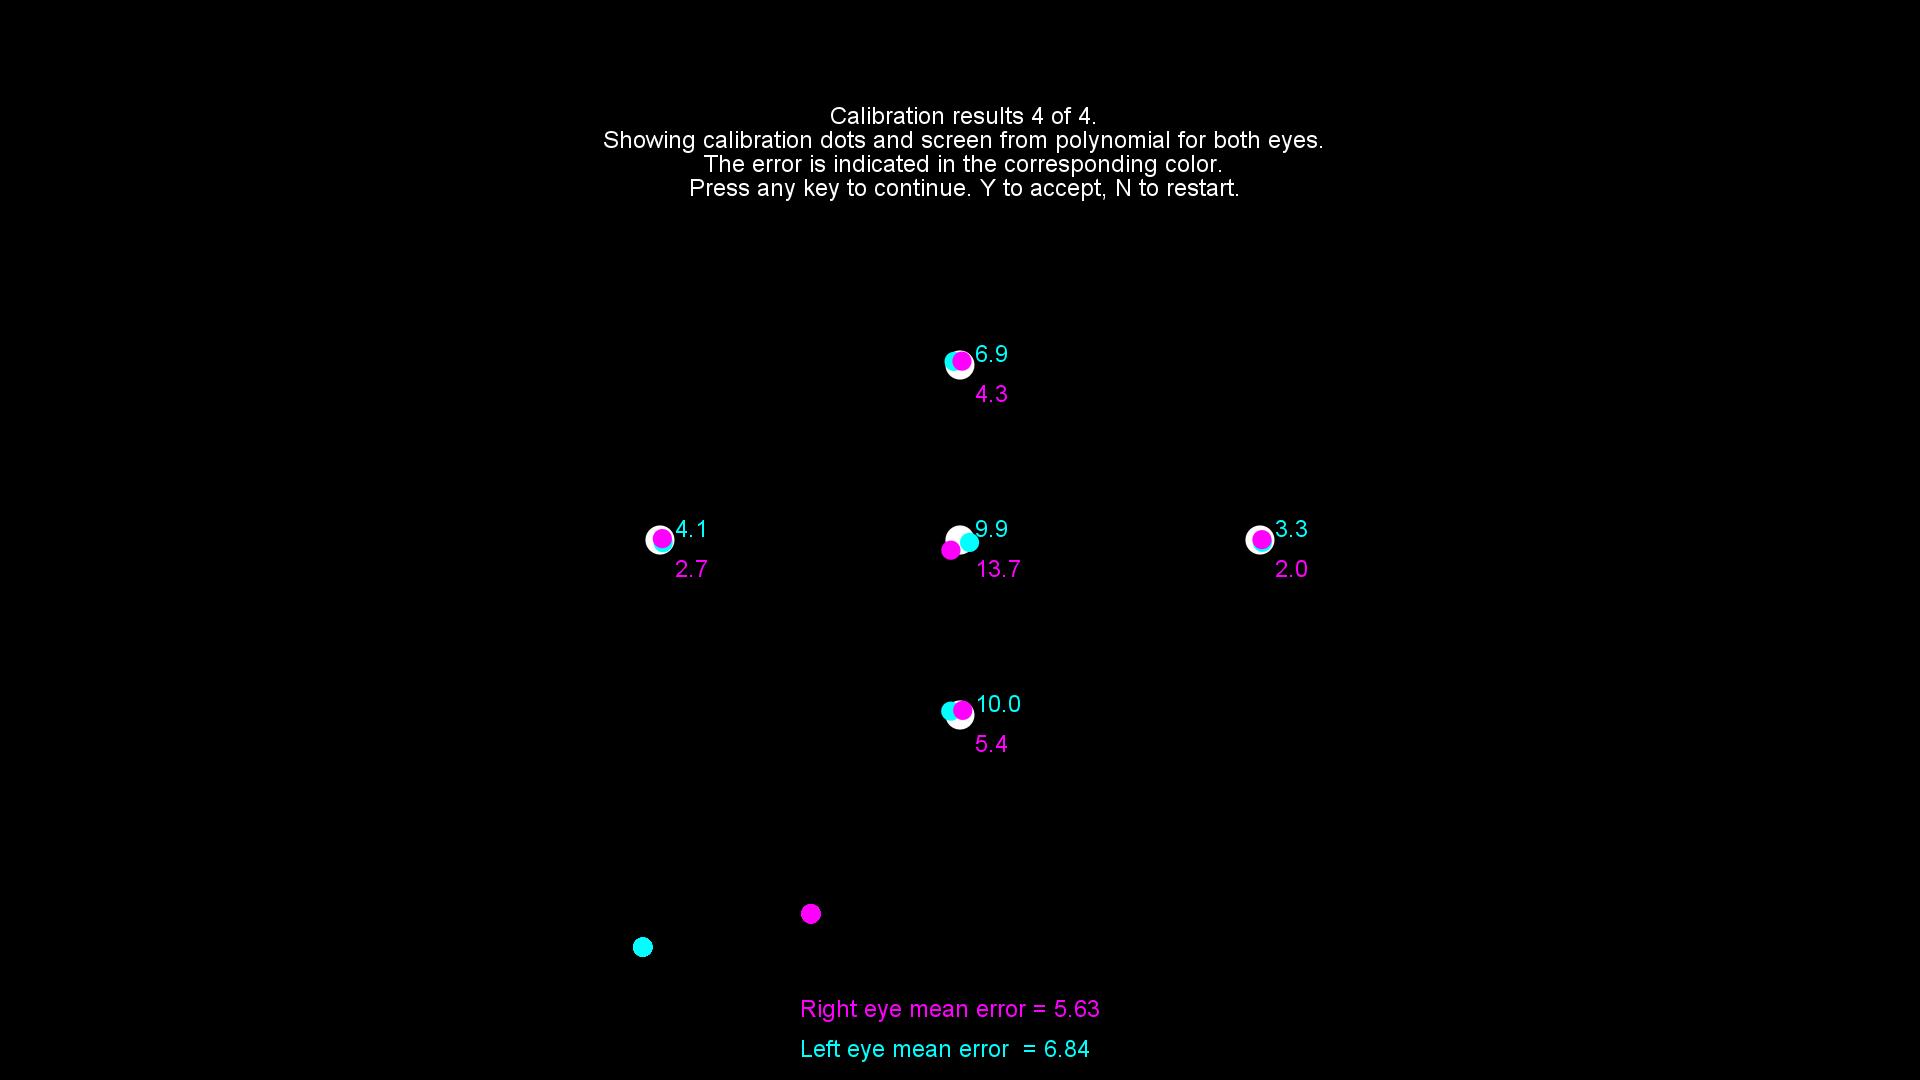 Calibration results 4 of 4.
Showing calibration dots and screen from polynomial for both eyes.
The error is indicated in the corresponding color.
Press any key to continue. Y to accept, N to restart.
6.9
4.3
4.1
2.7
9.9
13.7
3.3
2.0
10.0
5.4
Right eye mean error = 5.63
Left eye mean error  = 6.84